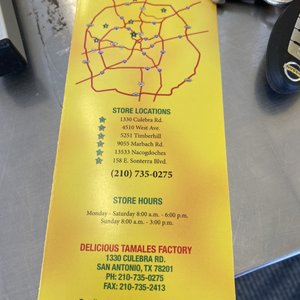 STORE LOCATIONS
1330 Culebra Rd.
4510 West Ave.
5251 Timberhill
9055 Marbach Rd.
13533 Nacogdoches
158 E. Sonterra Blvd.
(210) 735-0275
STORE HOURS
Monday - Saturday 8:00 a.m. - 6:00 p.m.
Sunday 8:00 a.m. - 3:00 p.m.
DELICIOUS TAMALES FACTORY
1330 CULEBRA RD.
SAN ANTONIO, TX 78201
PH: 210-735-0275
FAX: 210-735-2413